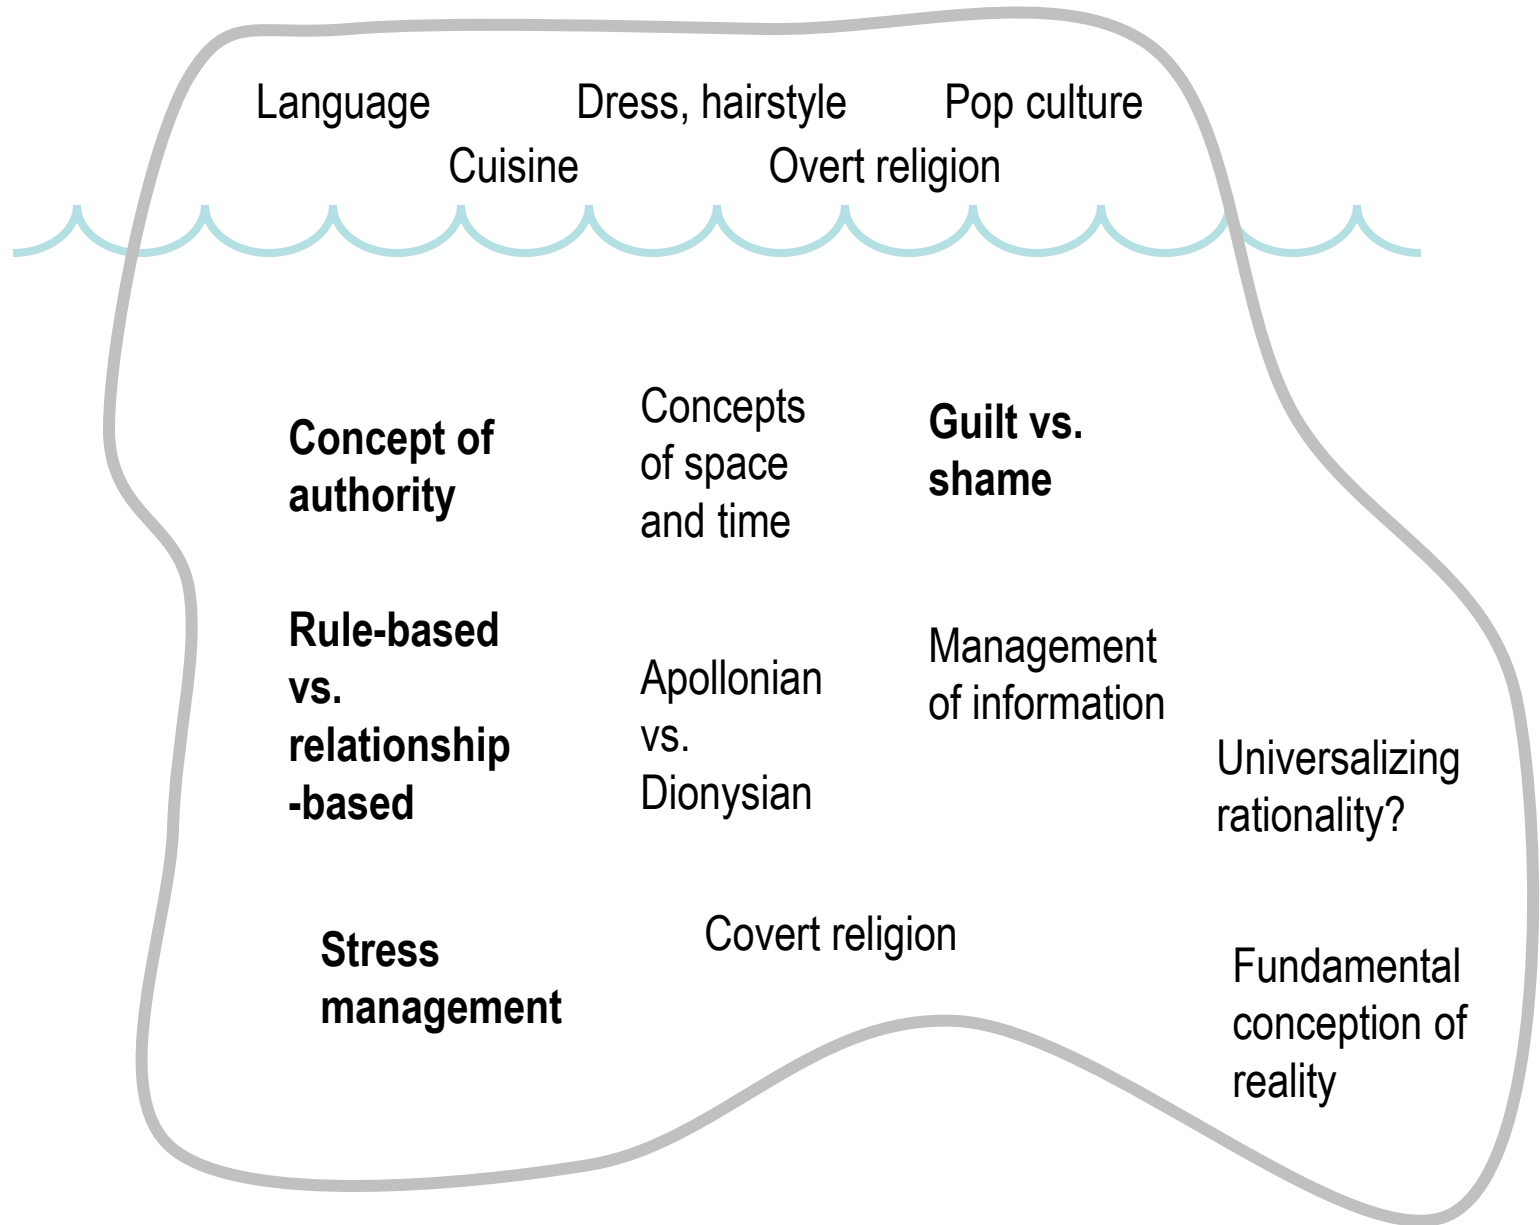 Language
Dress, hairstyle
Pop culture
Cuisine
Overt religion
Concept of
authority
Concepts
of space
and time
Guilt vs.
shame
Rule-based
vs.
relationship
-based
Apollonian
vs.
Dionysian
Management
of information
Universalizing
rationality?
Stress
management
Covert religion
Fundamental
conception of
reality